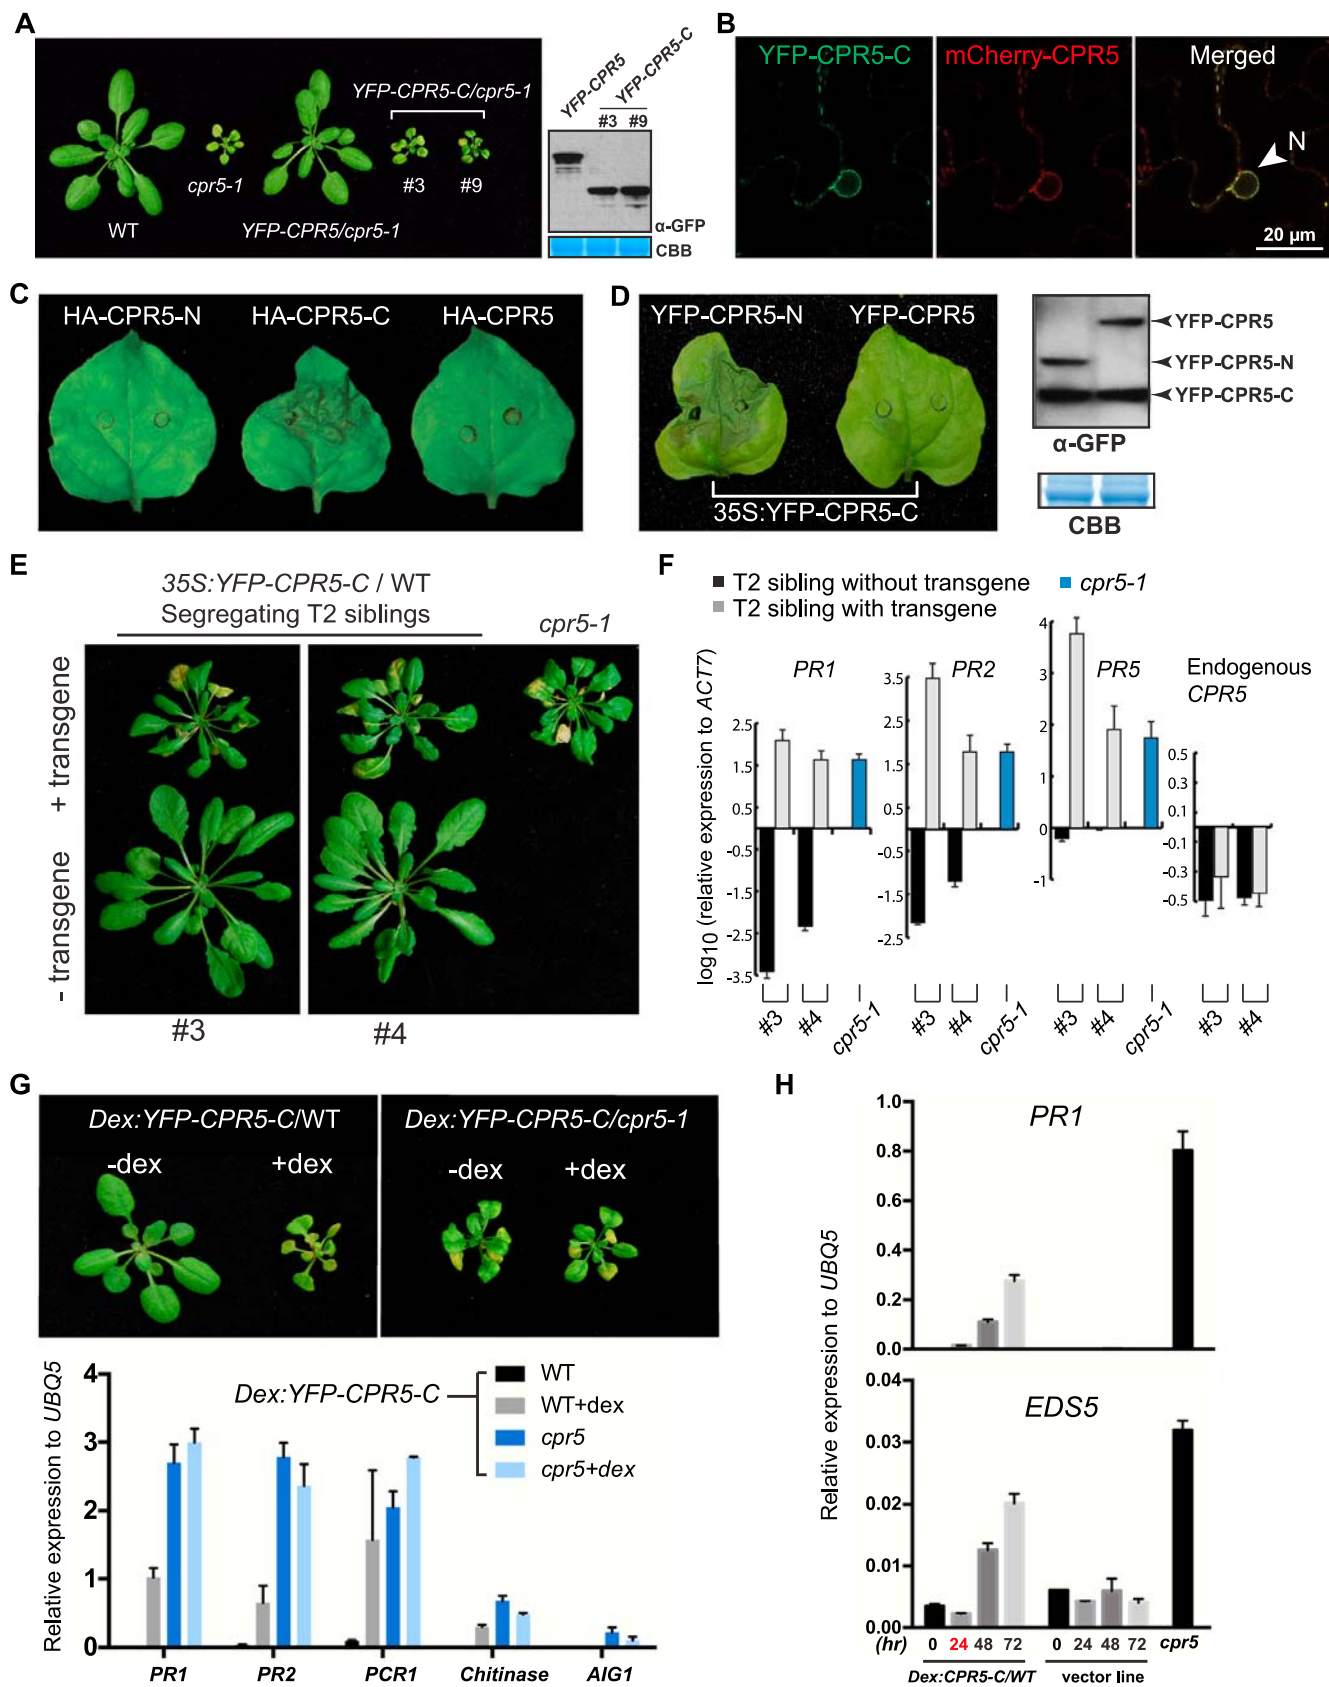 A
YFP-CPR5-C/cpr5-1
cpr5-1
#3
#9
WT
YFP-CPR5/cpr5-1
YFP-CPR5
YFP-CPR5-C
#3 #9
α-GFP
CBB
B
YFP-CPR5-C
mCherry-CPR5
Merged
N
20 µm
C
HA-CPR5-N
HA-CPR5-C
HA-CPR5
D
YFP-CPR5-N
YFP-CPR5
35S:YFP-CPR5-C
YFP-CPR5
YFP-CPR5-N
YFP-CPR5-C
α-GFP
CBB
E
35S:YFP-CPR5-C / WT
Segregating T2 siblings
cpr5-1
+ transgene
- transgene
#3
#4
F
T2 sibling without transgene
cpr5-1
T2 sibling with transgene
log10 (relative expression to ACT7)
PR1
2.5
1.5
0.5
-0.5
-1.5
-2.5
-3.5
#3
#4
cpr5-1
PR2
3.5
2.5
1.5
0.5
-0.5
-1.5
-2.5
#3
#4
cpr5-1
PR5
4
3
2
1
0
-1
#3
#4
cpr5-1
Endogenous
CPR5
0.5
0.3
0.1
-0.1
-0.3
-0.5
#3
#4
G
Dex:YFP-CPR5-C/WT
-dex
+dex
Dex:YFP-CPR5-C/cpr5-1
-dex
+dex
Relative expression to UBQ5
4
3
2
1
0
Dex:YFP-CPR5-C
WT
WT+dex
cpr5
cpr5+dex
PR1
PR2
PCR1
Chitinase
AIG1
H
Relative expression to UBQ5
PR1
1.0
0.8
0.6
0.4
0.2
0.0
EDS5
0.04
0.03
0.02
0.01
0.00
(hr) 0 24 48 72 0 24 48 72 cpr5
Dex:CPR5-C/WT
vector line